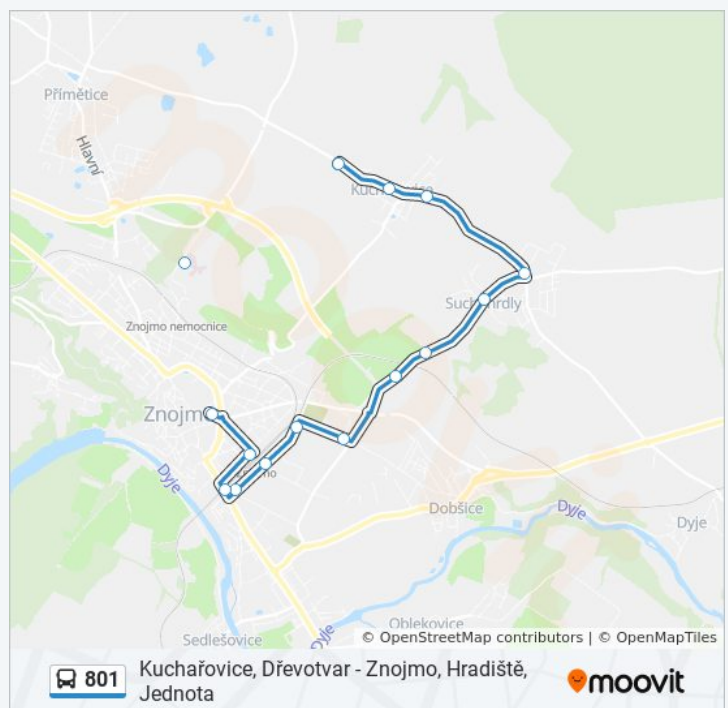 Přímětice
Hlavní
Suchohrdly
Znojmo nemocnice
Znojmo
Dyje
Dobšice
Dyje
Dyje
Oblekovice
Sedlešovice
Dyje
© OpenStreetMap contributors | © OpenMapTiles
801
Kuchařovice, Dřevotvar - Znojmo, Hradiště,
Jednota
moovit